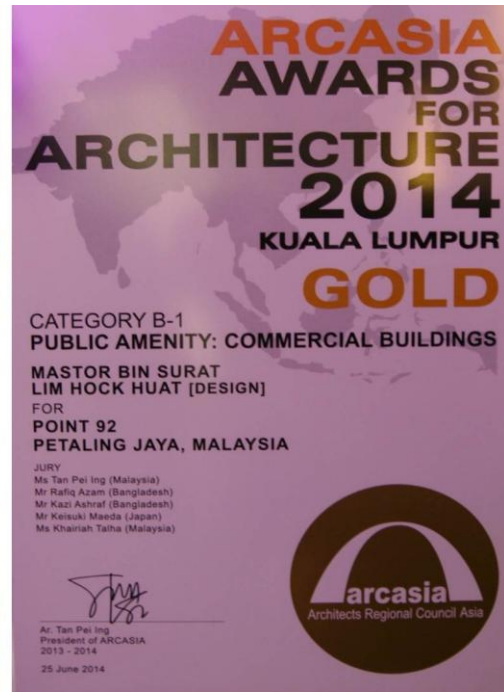 ARCASIA
AWARDS
FOR
ARCHITECTURE
2014
KUALA LUMPUR
GOLD
CATEGORY B-1
PUBLIC AMENITY: COMMERCIAL BUILDINGS
MASTOR BIN SURAT
LIM HOCK HUAT [DESIGN]
FOR
POINT 92
PETALING JAYA, MALAYSIA
JURY
Ms Tan Pei Ing (Malaysia)
Mr Rafiq Azam (Bangladesh)
Mr Kazi Ashraf (Bangladesh)
Mr Keisuki Maeda (Japan)
Ms Khairiah Talha (Malaysia)
Ar. Tan Pei Ing
President of ARCASIA
2013 - 2014
25 June 2014
arcasia
Architects Regional Council Asia